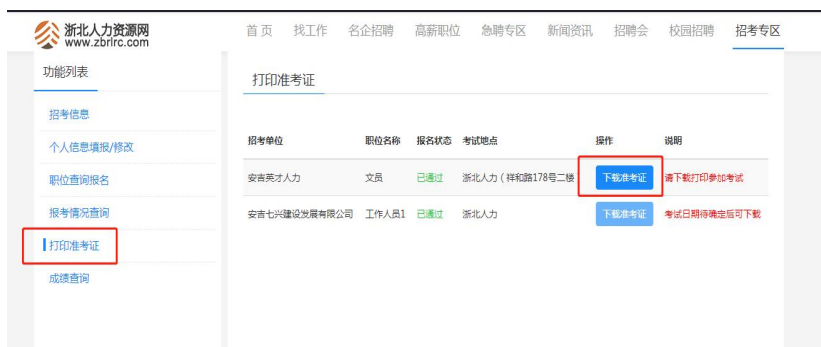 浙北人力资源网
www.zbrlrc.com
首页 找工作 名企招聘 高薪职位 急聘专区 新闻资讯 招聘会 校园招聘 招考专区
功能列表
招考信息
个人信息填报/修改
职位查询报名
报考情况查询
打印准考证
成绩查询
打印准考证
招考单位 职位名称 报名状态 考试地点 操作 说明
安吉英才人力 文员 已通过 浙北人力（祥和路178号二楼 下载准考证 请下载打印参加考试
安吉七兴建设发展有限公司 工作人员1 已通过 浙北人力 下载准考证 考试日期待确定后可下载